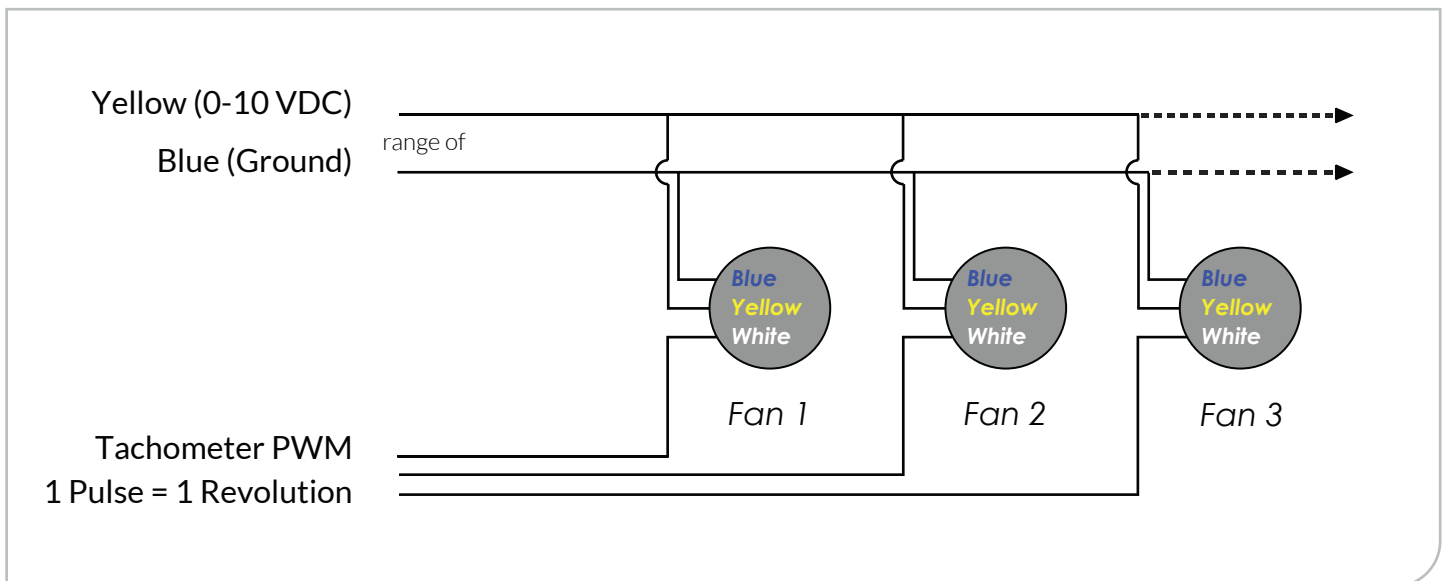 Yellow (0-10 VDC)
range of
Blue (Ground)
Blue
Yellow
White
Fan 1
Blue
Yellow
White
Fan 2
Blue
Yellow
White
Fan 3
Tachometer PWM
1 Pulse = 1 Revolution